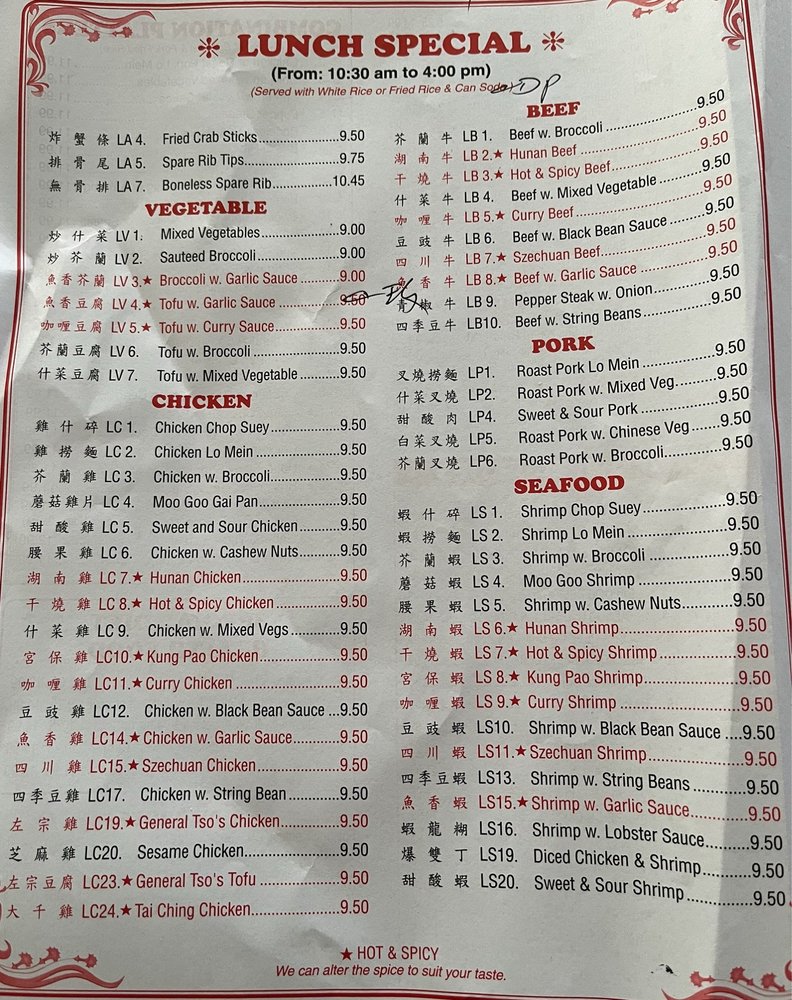 LUNCH SPECIAL
(From: 10:30 am to 4:00 pm)
(Served with White Rice or Fried Rice & Can Soda)
炸蟹條 LA 4. Fried Crab Sticks 9.50
排骨尾 LA 5. Spare Rib Tips 9.75
無骨排 LA 7. Boneless Spare Rib 10.45
VEGETABLE
炒什菜 LV 1. Mixed Vegetables 9.00
炒芥蘭 LV 2. Sauteed Broccoli 9.00
魚香芥蘭 LV 3.★ Broccoli w. Garlic Sauce 9.00
魚香豆腐 LV 4.★ Tofu w. Garlic Sauce 9.50
咖喱豆腐 LV 5.★ Tofu w. Curry Sauce 9.50
芥蘭豆腐 LV 6. Tofu w. Broccoli 9.50
什菜豆腐 LV 7. Tofu w. Mixed Vegetable 9.50
CHICKEN
雞什碎 LC 1. Chicken Chop Suey 9.50
雞撈麵 LC 2. Chicken Lo Mein 9.50
芥蘭雞 LC 3. Chicken w. Broccoli 9.50
蘑菇雞片 LC 4. Moo Goo Gai Pan 9.50
甜酸雞 LC 5. Sweet and Sour Chicken 9.50
腰果雞 LC 6. Chicken w. Cashew Nuts 9.50
湖南雞 LC 7.★ Hunan Chicken 9.50
干燒雞 LC 8.★ Hot & Spicy Chicken 9.50
什菜雞 LC 9. Chicken w. Mixed Vegs 9.50
宮保雞 LC10.★ Kung Pao Chicken 9.50
咖喱雞 LC11.★ Curry Chicken 9.50
豆豉雞 LC12. Chicken w. Black Bean Sauce 9.50
魚香雞 LC14.★ Chicken w. Garlic Sauce 9.50
四川雞 LC15.★ Szechuan Chicken 9.50
四季豆雞 LC17. Chicken w. String Bean 9.50
左宗雞 LC19.★ General Tso's Chicken 9.50
芝麻雞 LC20. Sesame Chicken 9.50
左宗豆腐 LC23.★ General Tso's Tofu 9.50
大千雞 LC24.★ Tai Ching Chicken 9.50
DP
BEEF
芥蘭牛 LB 1. Beef w. Broccoli 9.50
湖南牛 LB 2.★ Hunan Beef 9.50
干燒牛 LB 3.★ Hot & Spicy Beef 9.50
什菜牛 LB 4. Beef w. Mixed Vegetable 9.50
咖喱牛 LB 5.★ Curry Beef 9.50
豆豉牛 LB 6. Beef w. Black Bean Sauce 9.50
四川牛 LB 7.★ Szechuan Beef 9.50
魚香牛 LB 8.★ Beef w. Garlic Sauce 9.50
青椒牛 LB 9. Pepper Steak w. Onion 9.50
四季豆牛 LB10. Beef w. String Beans 9.50
PORK
叉燒撈麵 LP1. Roast Pork Lo Mein 9.50
什菜叉燒 LP2. Roast Pork w. Mixed Veg 9.50
甜酸肉 LP4. Sweet & Sour Pork 9.50
白菜叉燒 LP5. Roast Pork w. Chinese Veg 9.50
芥蘭叉燒 LP6. Roast Pork w. Broccoli 9.50
SEAFOOD
蝦什碎 LS 1. Shrimp Chop Suey 9.50
蝦撈麵 LS 2. Shrimp Lo Mein 9.50
芥蘭蝦 LS 3. Shrimp w. Broccoli 9.50
蘑菇蝦 LS 4. Moo Goo Shrimp 9.50
腰果蝦 LS 5. Shrimp w. Cashew Nuts 9.50
湖南蝦 LS 6.★ Hunan Shrimp 9.50
干燒蝦 LS 7.★ Hot & Spicy Shrimp 9.50
宮保蝦 LS 8.★ Kung Pao Shrimp 9.50
咖喱蝦 LS 9.★ Curry Shrimp 9.50
豆豉蝦 LS10. Shrimp w. Black Bean Sauce 9.50
四川蝦 LS11.★ Szechuan Shrimp 9.50
四季豆蝦 LS13. Shrimp w. String Beans 9.50
魚香蝦 LS15.★ Shrimp w. Garlic Sauce 9.50
蝦龍糊 LS16. Shrimp w. Lobster Sauce 9.50
爆雙丁 LS19. Diced Chicken & Shrimp 9.50
甜酸蝦 LS20. Sweet & Sour Shrimp 9.50
★ HOT & SPICY
We can alter the spice to suit your taste.